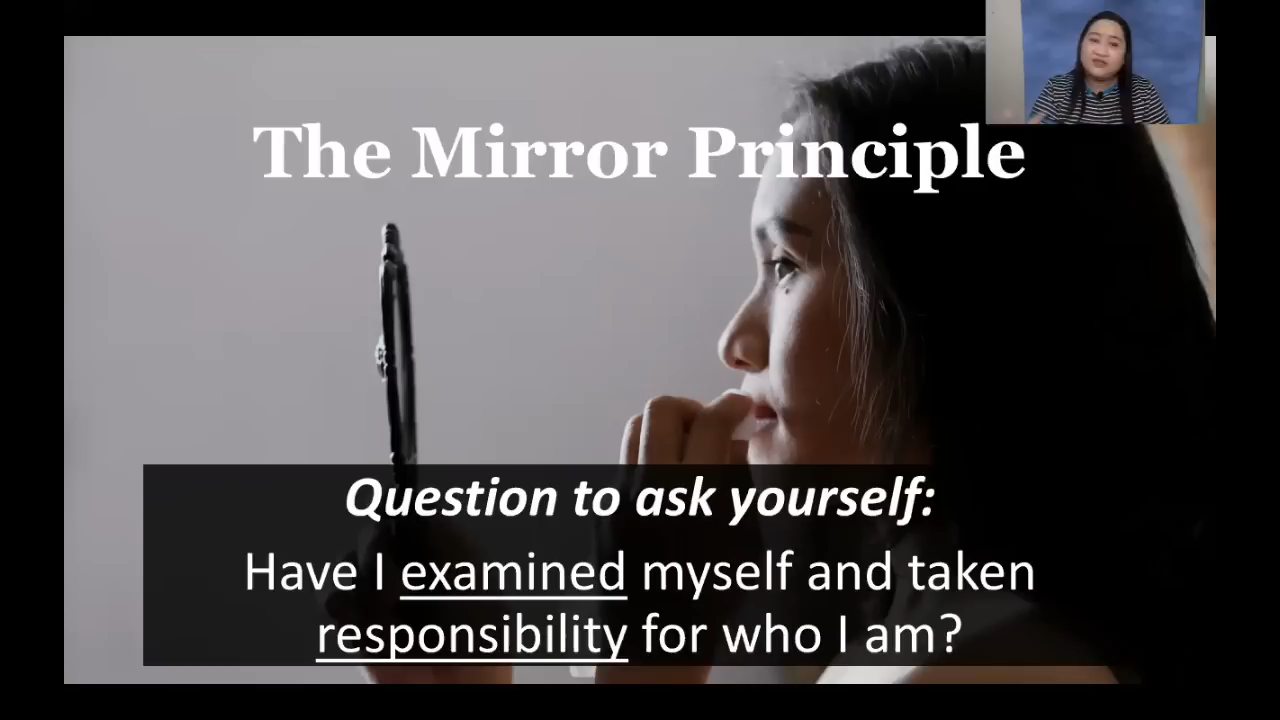 The Mirror Principle
Question to ask yourself:
Have I examined myself and taken
responsibility for who I am?